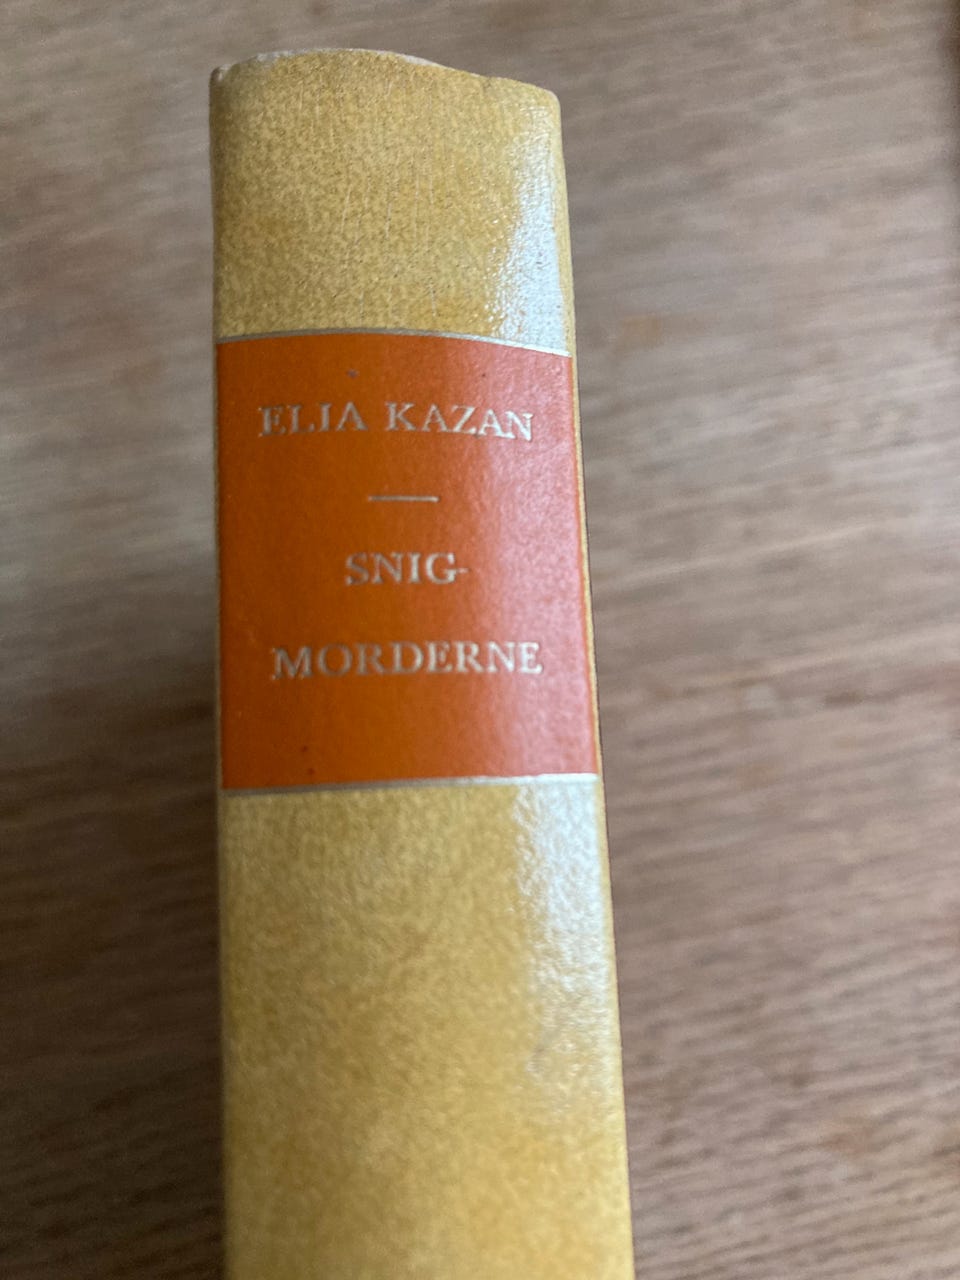 ELIA KAZAN
SNIG-
MORDERNE